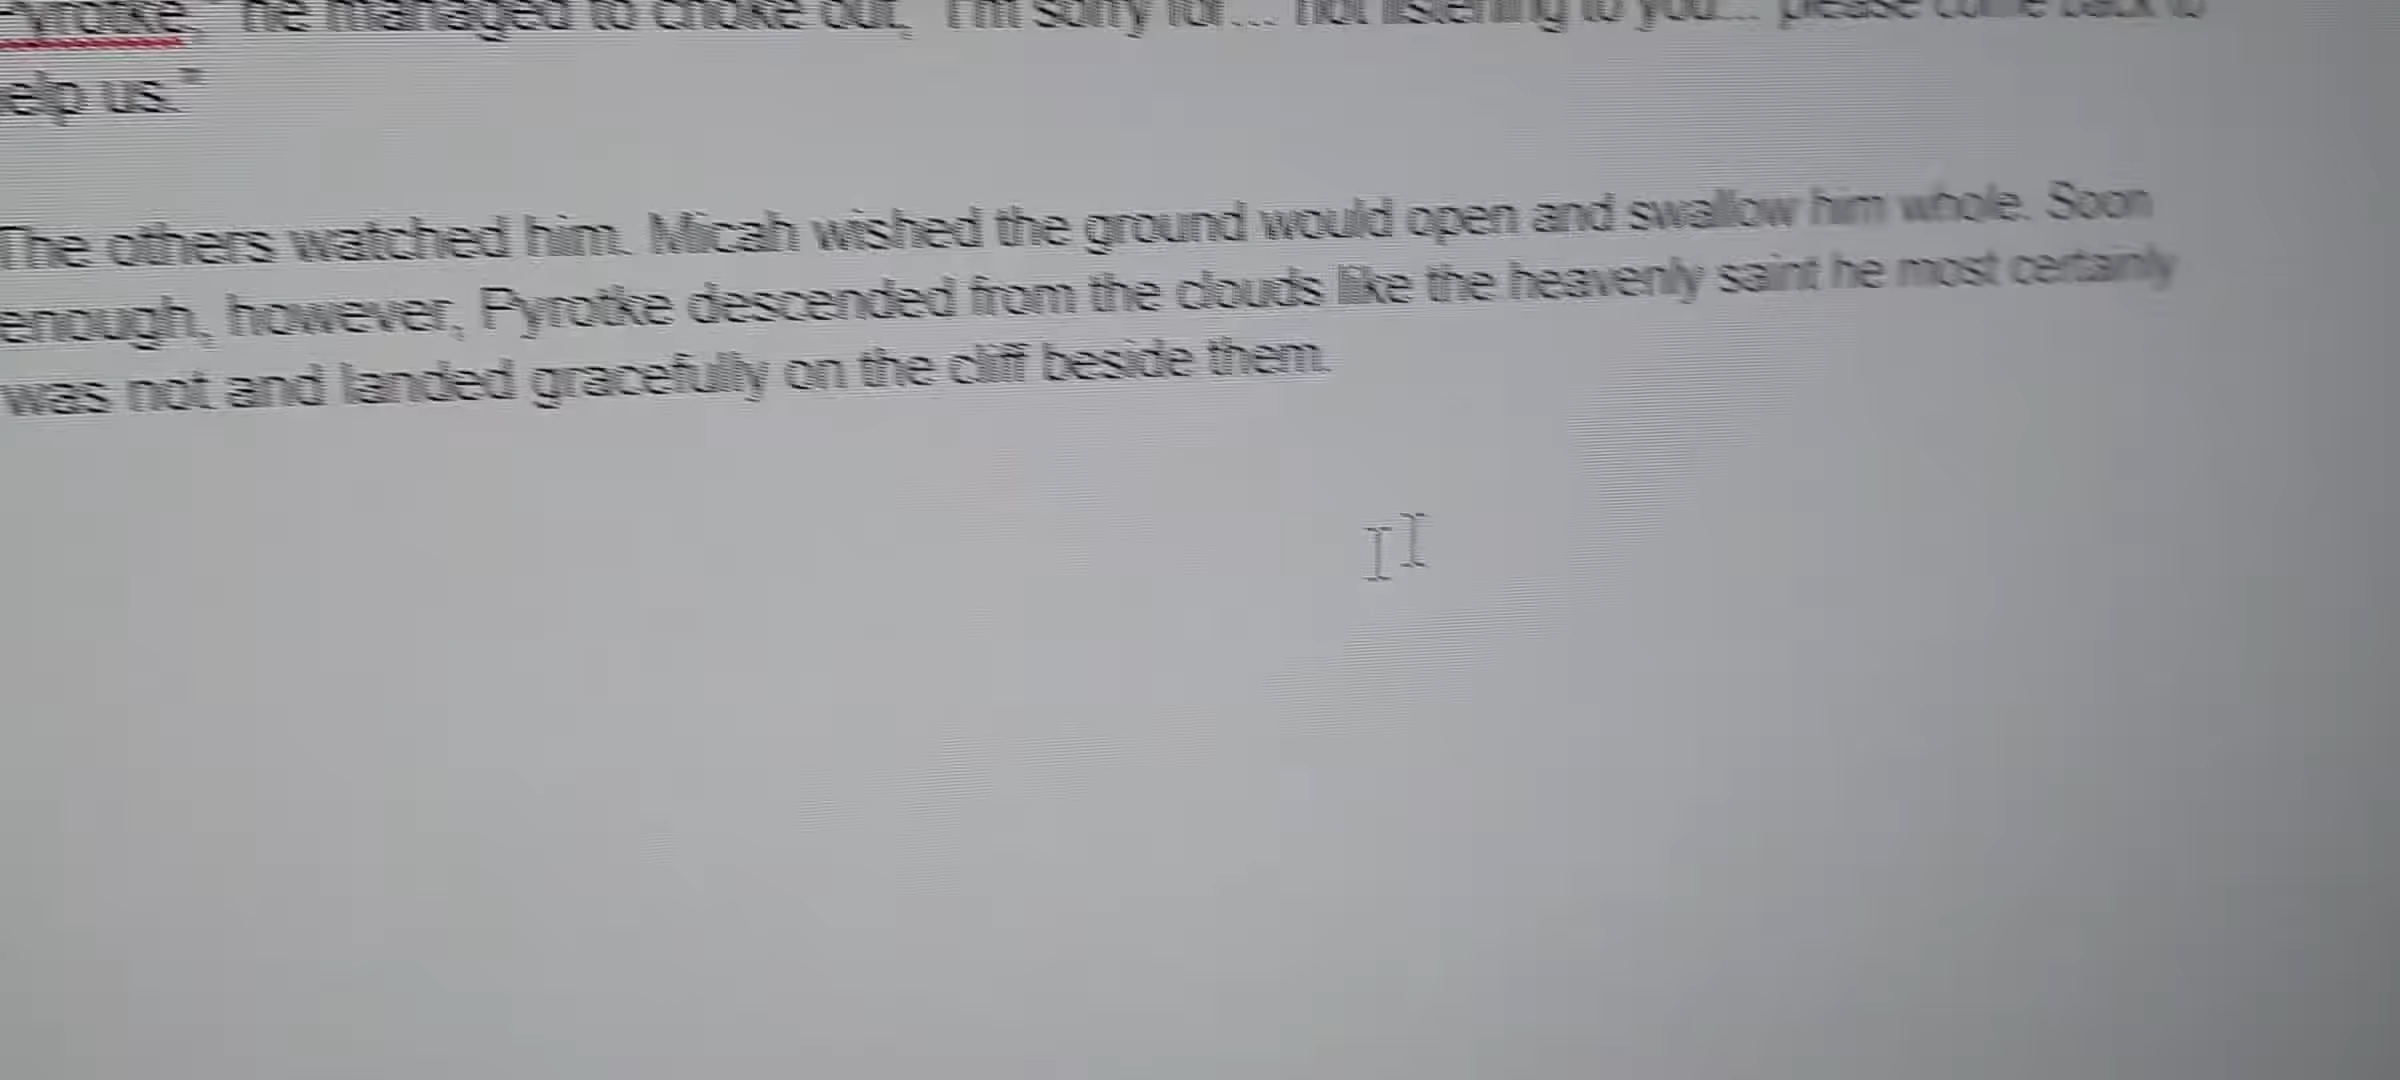 Pyrotke," he managed to choke out, "I'm sorry for... not listening to you... please come back to
elp us."
The others watched him. Micah wished the ground would open and swallow him whole. Soon
enough, however, Pyrotke descended from the clouds like the heavenly saint he most certainly
was not and landed gracefully on the cliff beside them.